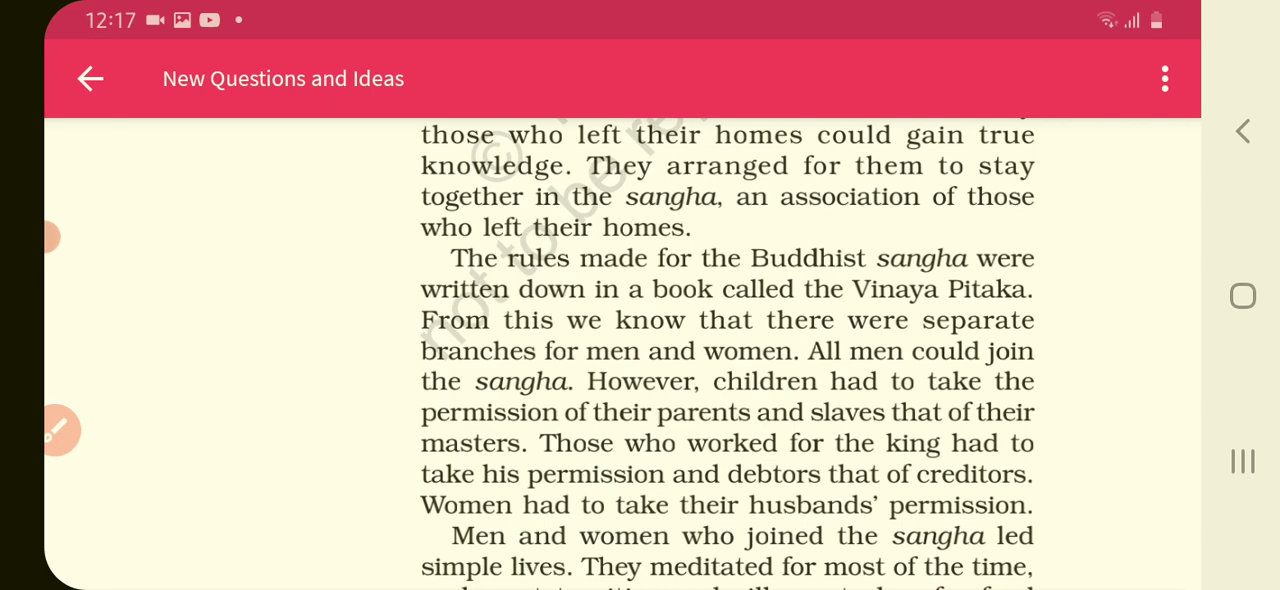 12:17
New Questions and Ideas
those who left their homes could gain true
knowledge. They arranged for them to stay
together in the sangha, an association of those
who left their homes.
The rules made for the Buddhist sangha were
written down in a book called the Vinaya Pitaka.
From this we know that there were separate
branches for men and women. All men could join
the sangha. However, children had to take the
permission of their parents and slaves that of their
masters. Those who worked for the king had to
take his permission and debtors that of creditors.
Women had to take their husbands’ permission.
Men and women who joined the sangha led
simple lives. They meditated for most of the time,
©
not to be